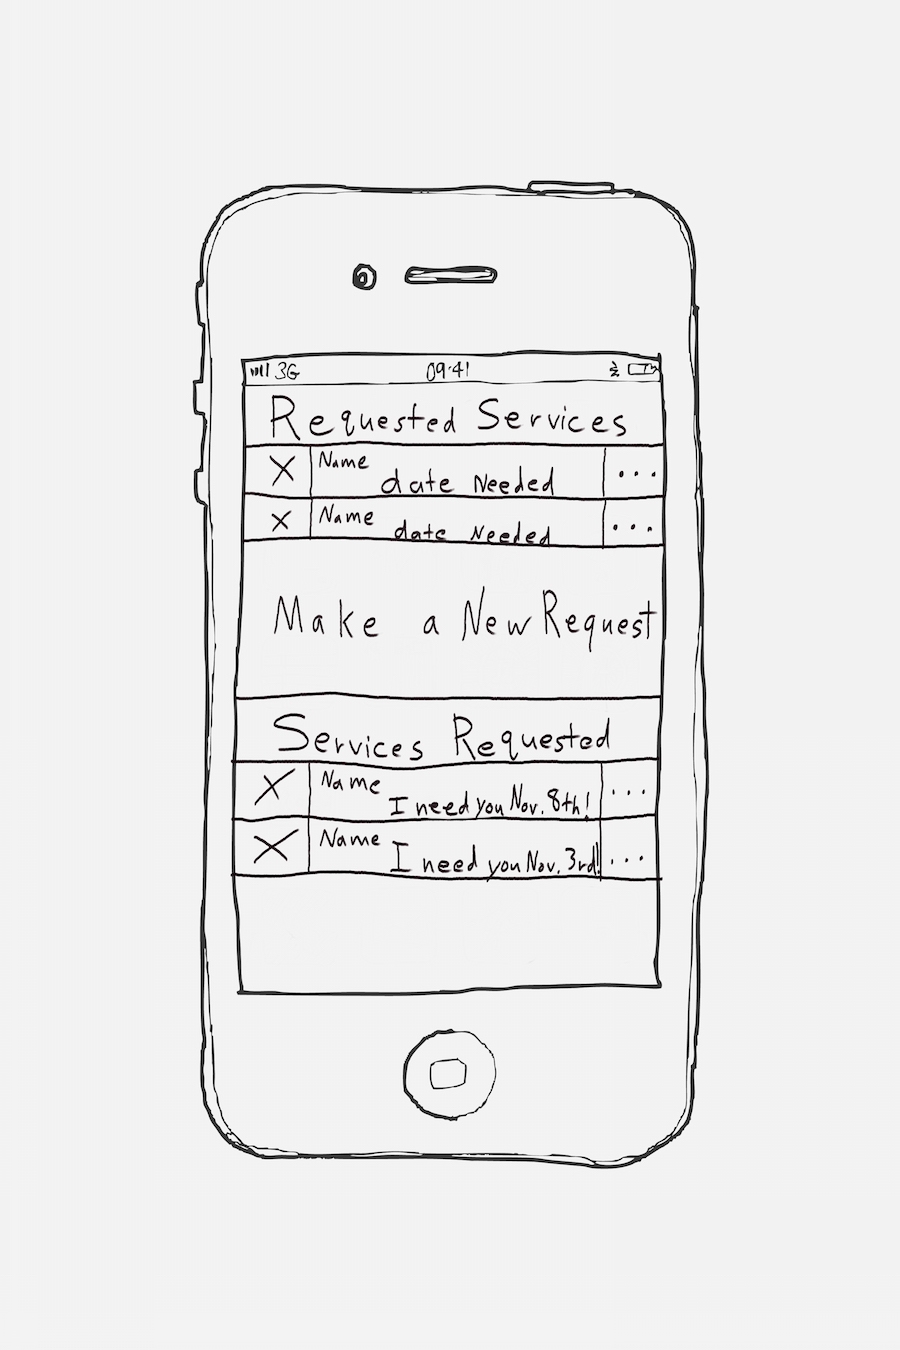 3G 09:41
Requested Services
X Name
date Needed
...
X Name
date Needed
...
Make a New Request
Services Requested
X Name
I need you Nov. 8th!
...
X Name
I need you Nov. 3rd!
...